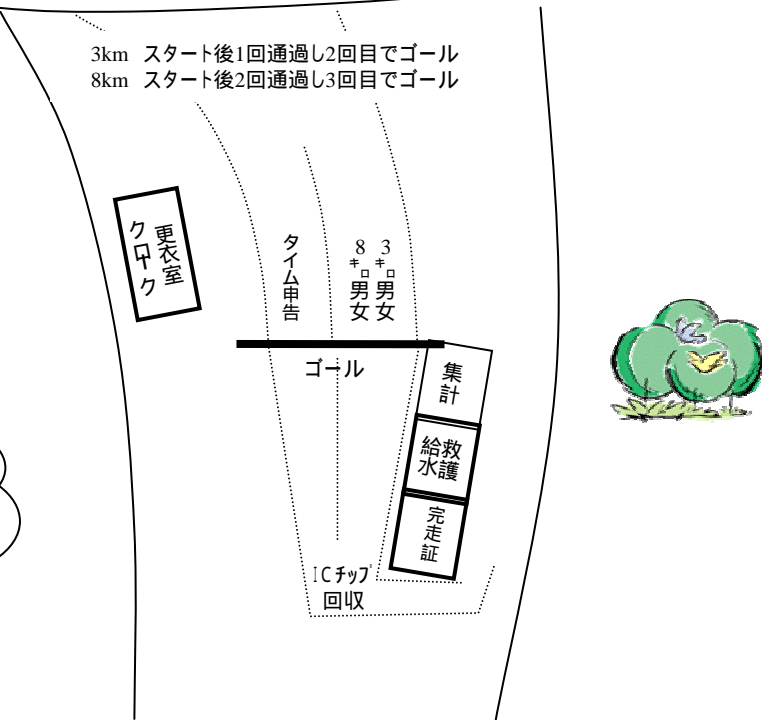 3km スタート後1回通過し2回目でゴール
8km スタート後2回通過し3回目でゴール
更衣室
クローク
タイム申告
3㌔男女
8㌔男女
ゴール
集計
救護
給水
完走証
ICチップ
回収